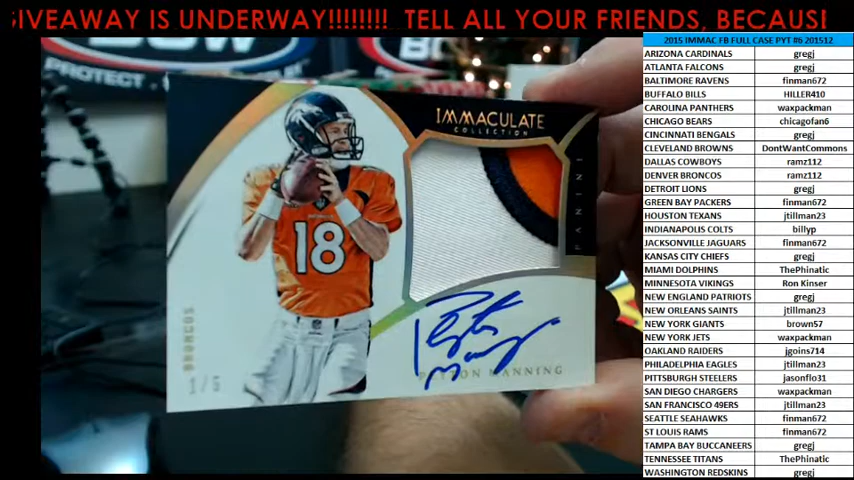 GIVEAWAY IS UNDERWAY!!!!!!!! TELL ALL YOUR FRIENDS, BECAUSI
PROTECT
IMMACULATE
COLLECTION
PANINI
18
BRONCOS
PEYTON MANNING
2015 IMMAC FB FULL CASE PYT #6 201512
ARIZONA CARDINALS gregj
ATLANTA FALCONS gregj
BALTIMORE RAVENS finman672
BUFFALO BILLS HILLER410
CAROLINA PANTHERS waxpackman
CHICAGO BEARS chicagofan6
CINCINNATI BENGALS gregj
CLEVELAND BROWNS DontWantCommons
DALLAS COWBOYS ramz112
DENVER BRONCOS ramz112
DETROIT LIONS gregj
GREEN BAY PACKERS finman672
HOUSTON TEXANS jtillman23
INDIANAPOLIS COLTS billyp
JACKSONVILLE JAGUARS finman672
KANSAS CITY CHIEFS gregj
MIAMI DOLPHINS ThePhinatic
MINNESOTA VIKINGS Ron Kinser
NEW ENGLAND PATRIOTS gregj
NEW ORLEANS SAINTS jtillman23
NEW YORK GIANTS brown57
NEW YORK JETS waxpackman
OAKLAND RAIDERS jgoins714
PHILADELPHIA EAGLES jtillman23
PITTSBURGH STEELERS jasonflo31
SAN DIEGO CHARGERS waxpackman
SAN FRANCISCO 49ERS jtillman23
SEATTLE SEAHAWKS finman672
ST LOUIS RAMS finman672
TAMPA BAY BUCCANEERS gregj
TENNESSEE TITANS ThePhinatic
WASHINGTON REDSKINS gregj